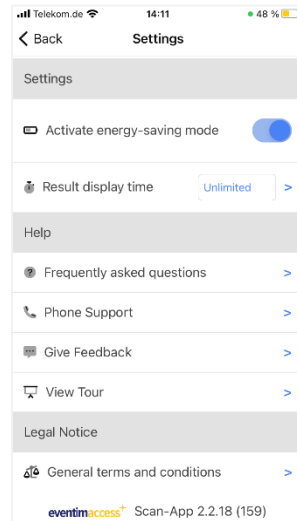 Telekom.de 14:11 48 %
Back Settings
Settings
Activate energy-saving mode
Result display time Unlimited >
Help
Frequently asked questions >
Phone Support >
Give Feedback >
View Tour >
Legal Notice
General terms and conditions >
eventimaccess+ Scan-App 2.2.18 (159)